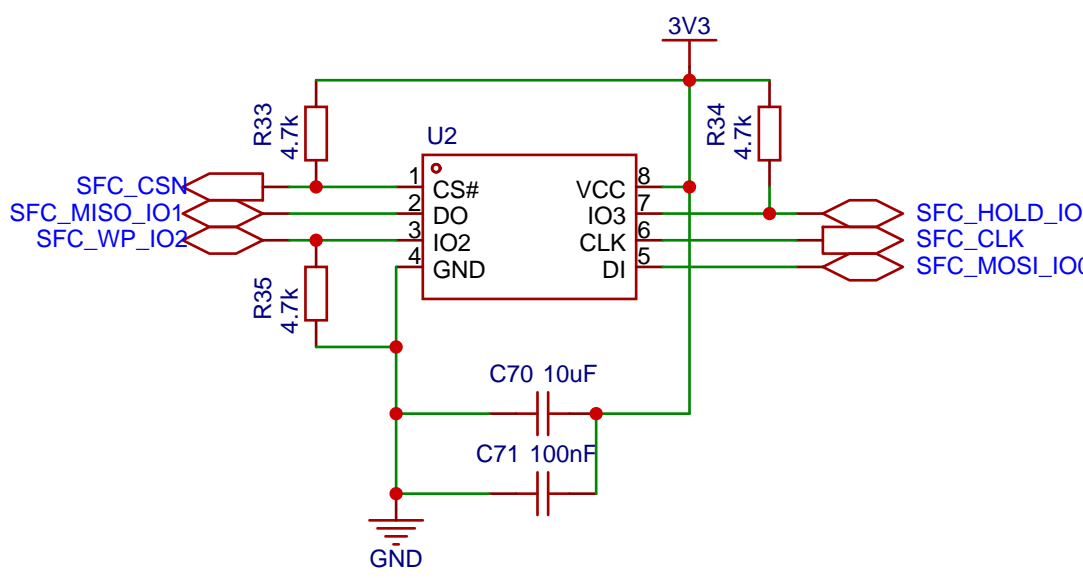 3V3
R33
4.7k
R34
4.7k
U2
SFC_CSN
1
CS#
VCC
8
SFC_MISO_IO1
2
DO
IO3
7
SFC_HOLD_IO
SFC_WP_IO2
3
IO2
CLK
6
SFC_CLK
4
GND
DI
5
SFC_MOSI_IO0
R35
4.7k
C70 10uF
C71 100nF
GND